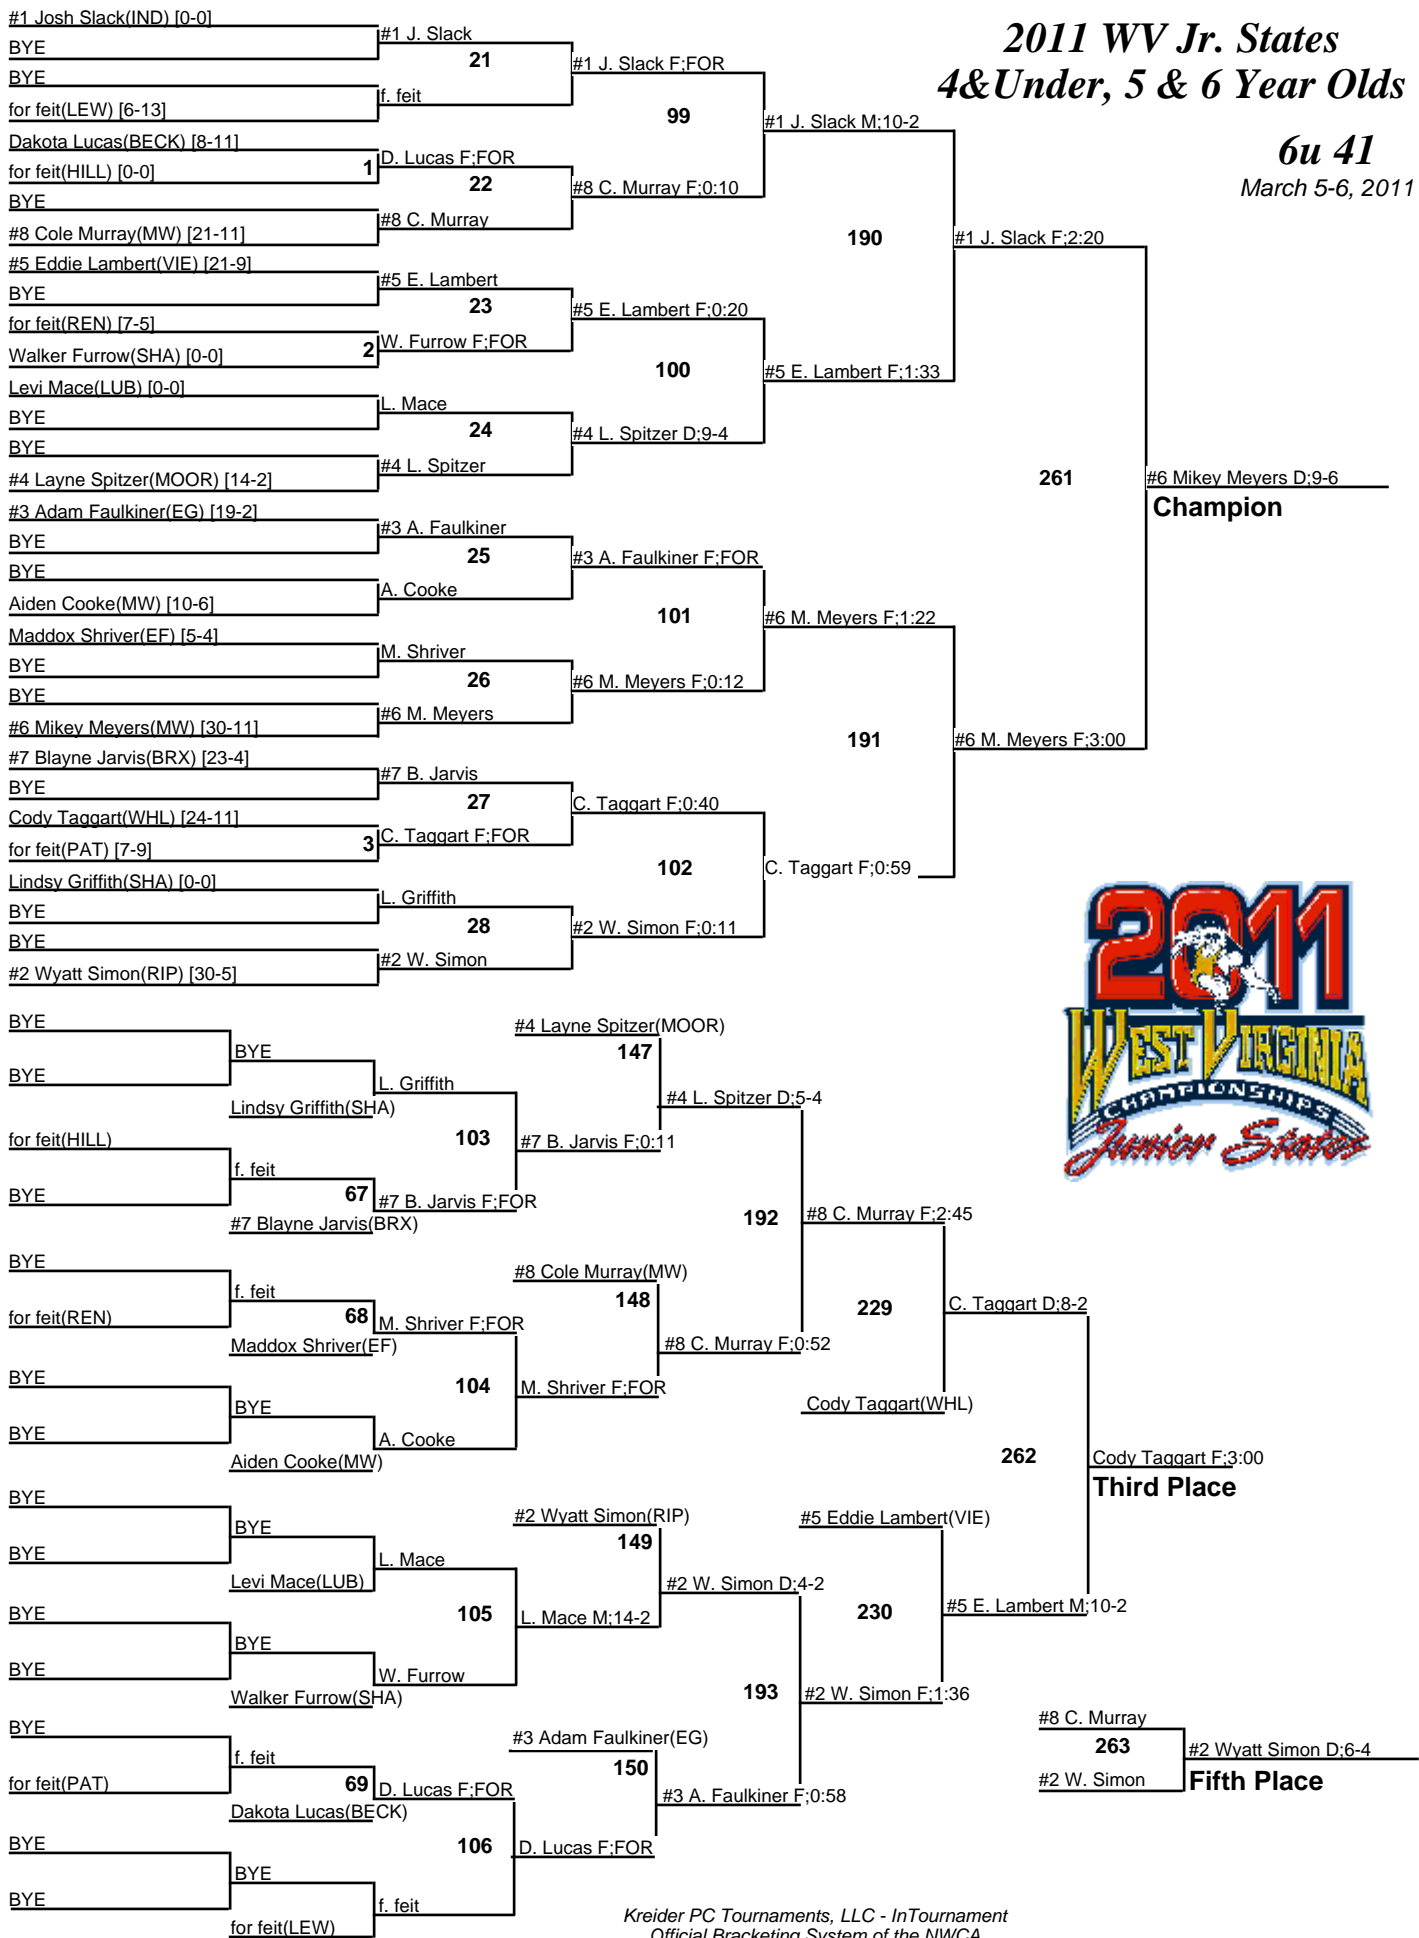 2011 WV Jr. States
4&Under, 5 & 6 Year Olds
6u 41
March 5-6, 2011
#1 Josh Slack(IND) [0-0]
BYE
BYE
for feit(LEW) [6-13]
Dakota Lucas(BECK) [8-11]
for feit(HILL) [0-0]
BYE
#8 Cole Murray(MW) [21-11]
#5 Eddie Lambert(VIE) [21-9]
BYE
for feit(REN) [7-5]
Walker Furrow(SHA) [0-0]
Levi Mace(LUB) [0-0]
BYE
BYE
#4 Layne Spitzer(MOOR) [14-2]
#3 Adam Faulkiner(EG) [19-2]
BYE
BYE
Aiden Cooke(MW) [10-6]
Maddox Shriver(EF) [5-4]
BYE
BYE
#6 Mikey Meyers(MW) [30-11]
#7 Blayne Jarvis(BRX) [23-4]
BYE
Cody Taggart(WHL) [24-11]
for feit(PAT) [7-9]
Lindsy Griffith(SHA) [0-0]
BYE
BYE
#2 Wyatt Simon(RIP) [30-5]
1
2
3
#1 J. Slack
21
f. feit
D. Lucas F;FOR
22
#8 C. Murray
#5 E. Lambert
23
W. Furrow F;FOR
L. Mace
24
#4 L. Spitzer
#3 A. Faulkiner
25
A. Cooke
M. Shriver
26
#6 M. Meyers
#7 B. Jarvis
27
C. Taggart F;FOR
L. Griffith
28
#2 W. Simon
#1 J. Slack F;FOR
99
#8 C. Murray F;0:10
#5 E. Lambert F;0:20
100
#4 L. Spitzer D;9-4
#3 A. Faulkiner F;FOR
101
#6 M. Meyers F;0:12
C. Taggart F;0:40
102
#2 W. Simon F;0:11
#1 J. Slack M;10-2
190
#5 E. Lambert F;1:33
#6 M. Meyers F;1:22
191
C. Taggart F;0:59
#1 J. Slack F;2:20
261
#6 M. Meyers F;3:00
#6 Mikey Meyers D;9-6
Champion
2011
WEST VIRGINIA
CHAMPIONSHIPS
Junior States
BYE
BYE
for feit(HILL)
BYE
BYE
for feit(REN)
BYE
BYE
BYE
BYE
BYE
BYE
BYE
for feit(PAT)
BYE
BYE
BYE
Lindsy Griffith(SHA)
f. feit
67
#7 Blayne Jarvis(BRX)
f. feit
68
Maddox Shriver(EF)
BYE
Aiden Cooke(MW)
BYE
Levi Mace(LUB)
BYE
Walker Furrow(SHA)
f. feit
69
Dakota Lucas(BECK)
BYE
for feit(LEW)
L. Griffith
103
#7 B. Jarvis F;FOR
M. Shriver F;FOR
104
A. Cooke
L. Mace
105
W. Furrow
D. Lucas F;FOR
106
f. feit
#4 Layne Spitzer(MOOR)
147
#7 B. Jarvis F;0:11
#8 Cole Murray(MW)
148
M. Shriver F;FOR
#2 Wyatt Simon(RIP)
149
L. Mace M;14-2
#3 Adam Faulkiner(EG)
150
D. Lucas F;FOR
#4 L. Spitzer D;5-4
192
#8 C. Murray F;0:52
#2 W. Simon D;4-2
193
#3 A. Faulkiner F;0:58
#8 C. Murray F;2:45
229
Cody Taggart(WHL)
#5 Eddie Lambert(VIE)
230
#2 W. Simon F;1:36
C. Taggart D;8-2
262
#5 E. Lambert M;10-2
Cody Taggart F;3:00
Third Place
#8 C. Murray
263
#2 W. Simon
#2 Wyatt Simon D;6-4
Fifth Place
Kreider PC Tournaments, LLC - InTournament
Official Bracketing System of the NWCA